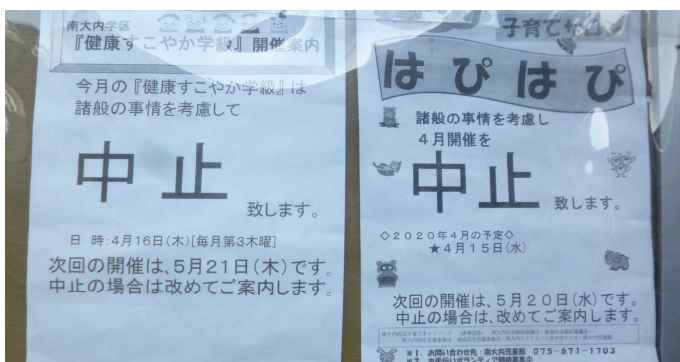 南大内学区
『健康すこやか学級』開催案内
今月の『健康すこやか学級』は
諸般の事情を考慮して
中止
致します。
日 時:4月16日(木)[毎月第3木曜]
次回の開催は、5月21日(木)です。
中止の場合は改めてご案内します。
子育てサロン
はぴはぴ
諸般の事情を考慮し
4月開催を
中止
致します。
◇2020年4月の予定◇
★4月15日(水)
次回の開催は、5月20日(水)です。
中止の場合は、改めてご案内します。
※1. お問い合わせ先:南大内児童館 075-671-1703